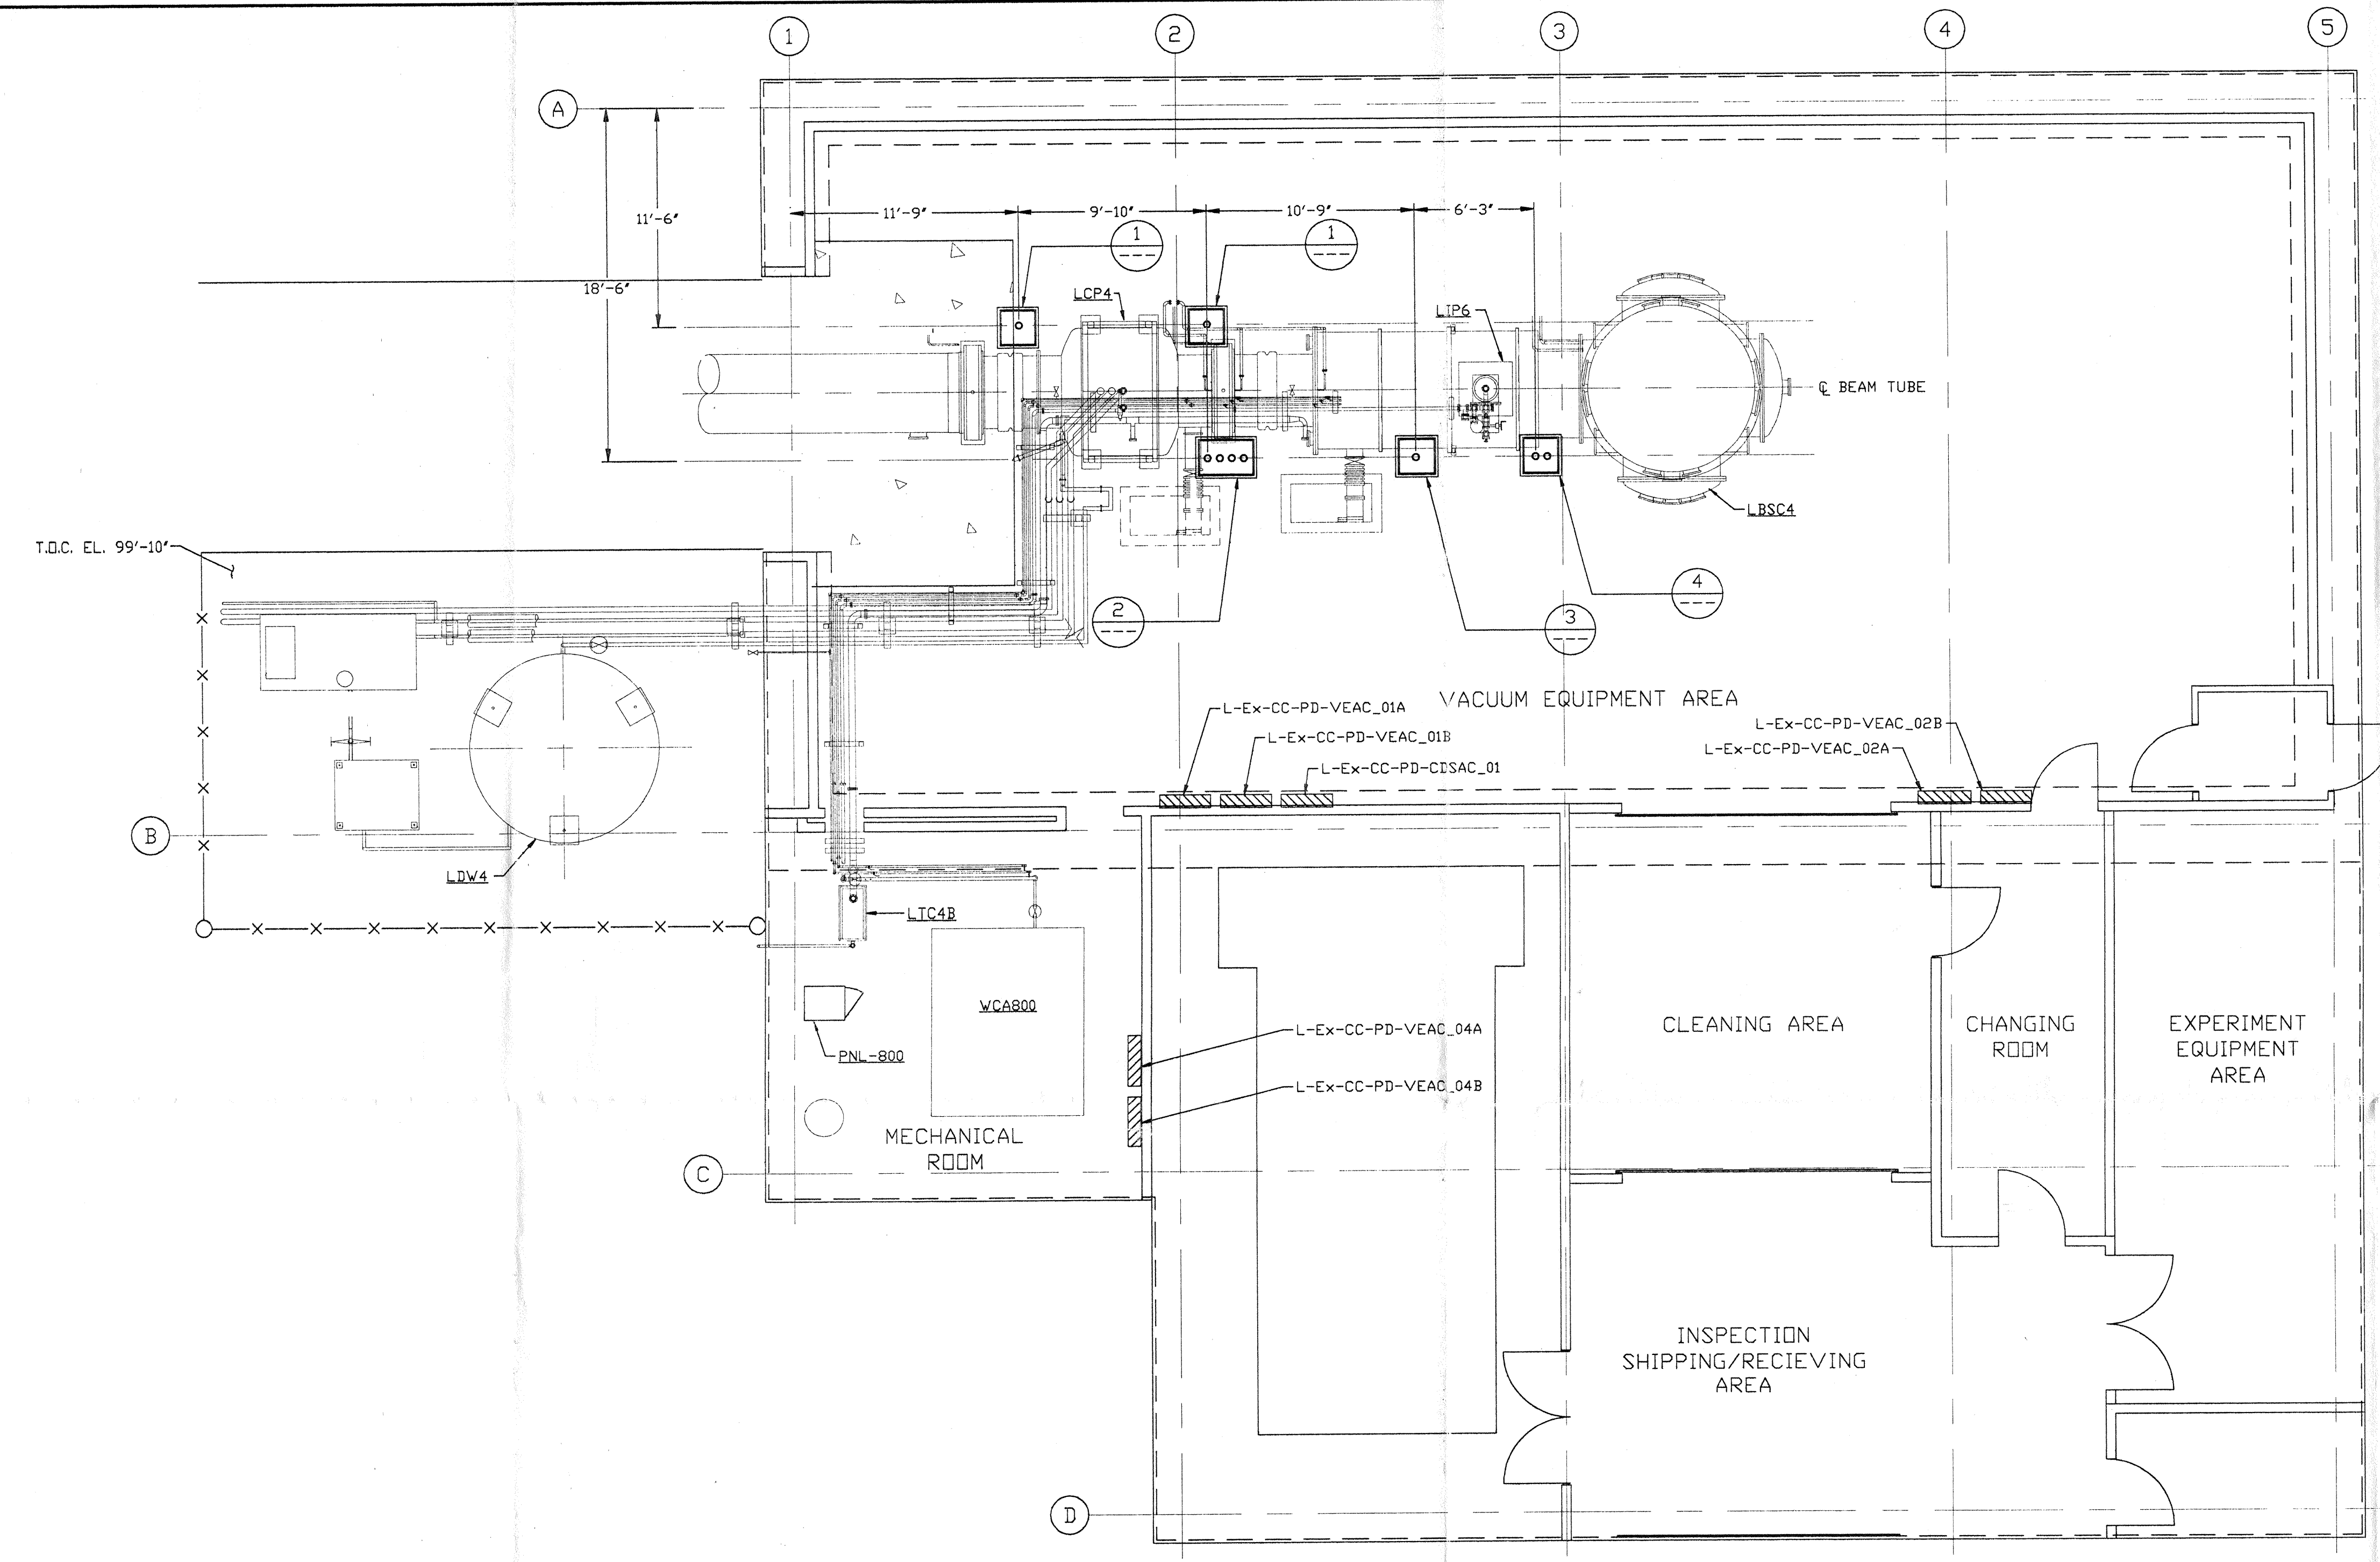 1
2
3
4
5
A
11'-6"
18'-6"
11'-9"
9'-10"
10'-9"
6'-3"
1
1
LCP4
LIP6
℄ BEAM TUBE
LBSC4
T.O.C. EL. 99'-10"
2
3
4
VACUUM EQUIPMENT AREA
L-Ex-CC-PD-VEAC_01A
L-Ex-CC-PD-VEAC_01B
L-Ex-CC-PD-CDSAC_01
L-Ex-CC-PD-VEAC_02B
L-Ex-CC-PD-VEAC_02A
B
LDW4
LTC4B
WCA800
PNL-800
L-Ex-CC-PD-VEAC_04A
L-Ex-CC-PD-VEAC_04B
MECHANICAL
ROOM
CLEANING AREA
CHANGING
ROOM
EXPERIMENT
EQUIPMENT
AREA
C
INSPECTION
SHIPPING/RECIEVING
AREA
D